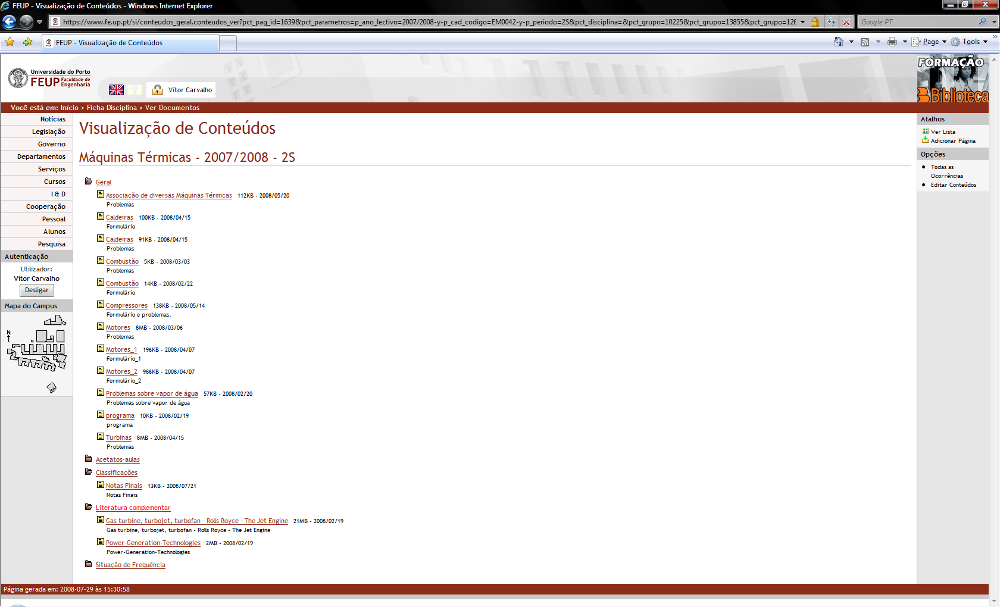 FEUP - Visualização de Conteúdos - Windows Internet Explorer
https://www.fe.up.pt/si/conteudos_geral.conteudos_ver?pct_pag_id=1639&pct_parametros=p_ano_lectivo=2007/2008-y-p_cad_codigo=EM0042-y-p_periodo=2S&pct_disciplina=&pct_grupo=10225&pct_grupo=13855&pct_grupo=126
Google PT
FEUP - Visualização de Conteúdos
Page
Tools
Universidade do Porto
FEUP Faculdade de Engenharia
Vítor Carvalho
FORMAÇÃO
Biblioteca
Você está em: Início > Ficha Disciplina > Ver Documentos
Notícias
Legislação
Governo
Departamentos
Serviços
Cursos
I & D
Cooperação
Pessoal
Alunos
Pesquisa
Autenticação
Utilizador:
Vítor Carvalho
Desligar
Mapa do Campus
N
Visualização de Conteúdos
Máquinas Térmicas - 2007/2008 - 2S
Geral
Associação de diversas Máquinas Térmicas 112KB - 2008/05/20
Problemas
Caldeiras 100KB - 2008/04/15
Formulário
Caldeiras 91KB - 2008/04/15
Problemas
Combustão 5KB - 2008/03/03
Problemas
Combustão 14KB - 2008/02/22
Formulário
Compressores 138KB - 2008/05/14
Formulário e problemas.
Motores 8MB - 2008/03/06
Problemas
Motores_1 196KB - 2008/04/07
Formulário_1
Motores_2 986KB - 2008/04/07
Formulário_2
Problemas sobre vapor de água 57KB - 2008/02/20
Problemas sobre vapor de água
programa 10KB - 2008/02/19
programa
Turbinas 8MB - 2008/04/15
Problemas
Acetatos-aulas
Classificações
Notas Finais 13KB - 2008/07/21
Notas Finais
Literatura complementar
Gas turbine, turbojet, turbofan - Rolls Royce - The Jet Engine 21MB - 2008/02/19
Gas turbine, turbojet, turbofan - Rolls Royce - The Jet Engine
Power-Generation-Technologies 2MB - 2008/02/19
Power-Generation-Technologies
Situação de Frequência
Atalhos
Ver Lista
Adicionar Página
Opções
Todas as
Ocorrências
Editar Conteúdos
Página gerada em: 2008-07-29 às 15:30:58